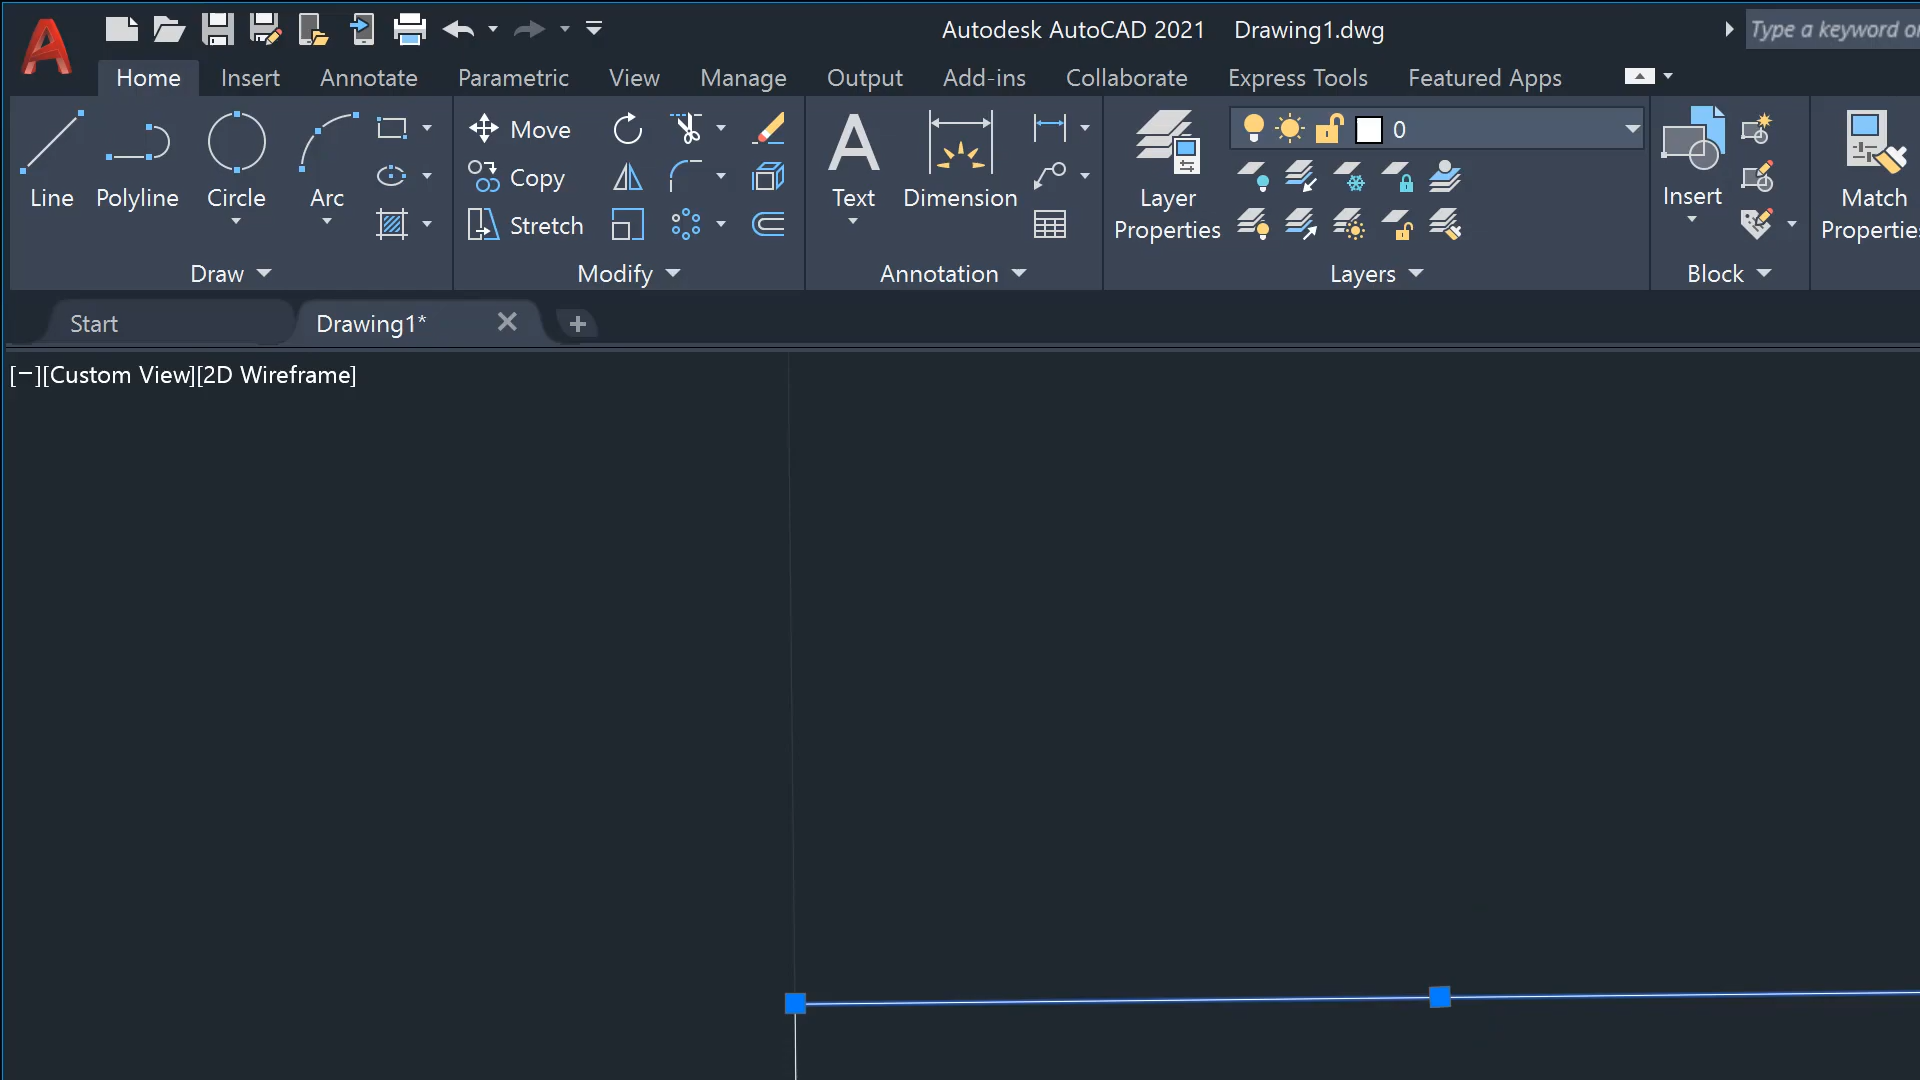 Autodesk AutoCAD 2021 Drawing1.dwg
Type a keyword or
Home Insert Annotate Parametric View Manage Output Add-ins Collaborate Express Tools Featured Apps
Line Polyline Circle Arc
Draw
Move
Copy
Stretch
Modify
Text Dimension
Annotation
Layer
Properties
0
Layers
Insert
Block
Match
Properties
Start Drawing1*
[−][Custom View][2D Wireframe]